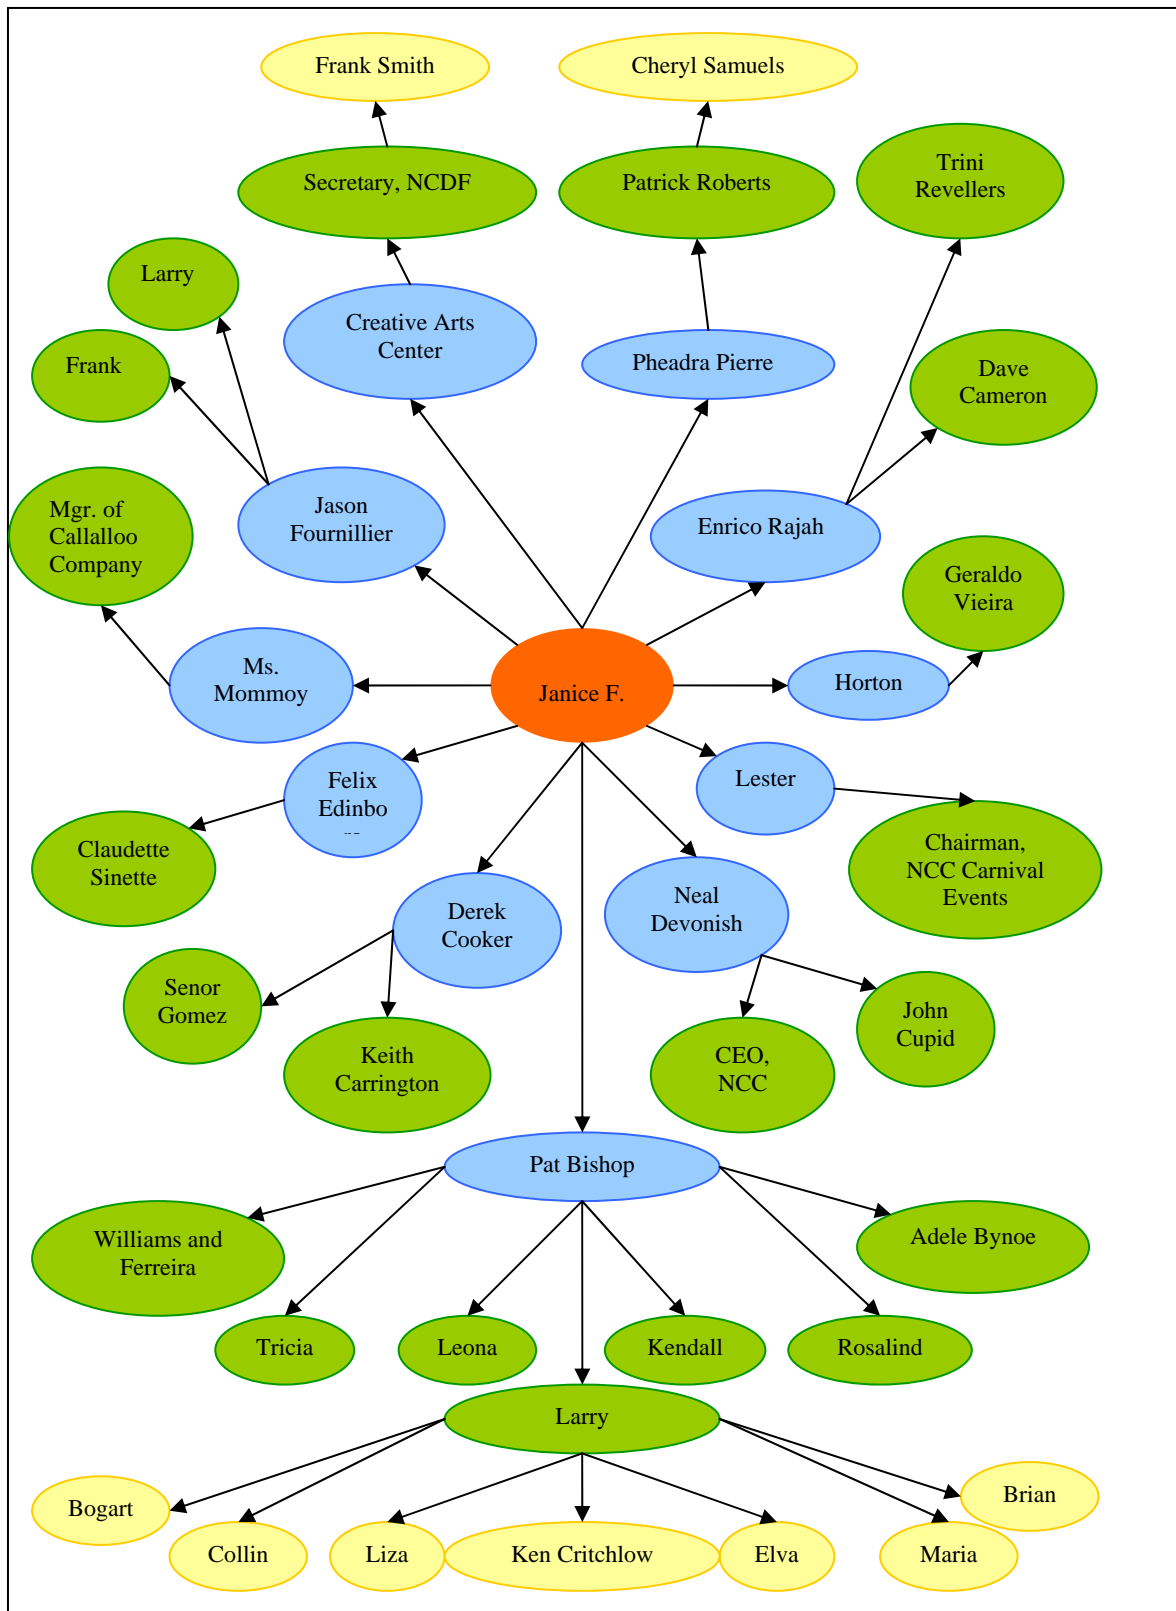 Frank Smith
Cheryl Samuels
Secretary, NCDF
Patrick Roberts
Trini
Revellers
Larry
Creative Arts
Center
Frank
Pheadra Pierre
Dave
Cameron
Mgr. of
Callalloo
Company
Jason
Fournillier
Enrico Rajah
Geraldo
Vieira
Ms.
Mommoy
Janice F.
Horton
Felix
Edinbo
Lester
Claudette
Sinette
Chairman,
NCC Carnival
Events
Derek
Cooker
Neal
Devonish
Senor
Gomez
John
Cupid
Keith
Carrington
CEO,
NCC
Pat Bishop
Williams and
Ferreira
Adele Bynoe
Tricia
Leona
Kendall
Rosalind
Larry
Bogart
Brian
Collin
Liza
Ken Critchlow
Elva
Maria